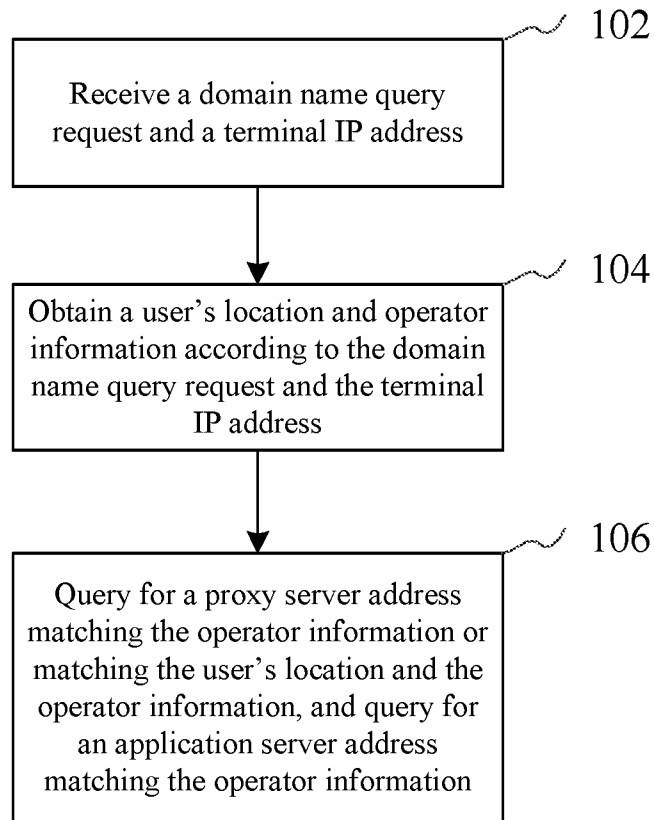 102
Receive a domain name query
request and a terminal IP address
104
Obtain a user’s location and operator
information according to the domain
name query request and the terminal
IP address
106
Query for a proxy server address
matching the operator information or
matching the user’s location and the
operator information, and query for
an application server address
matching the operator information